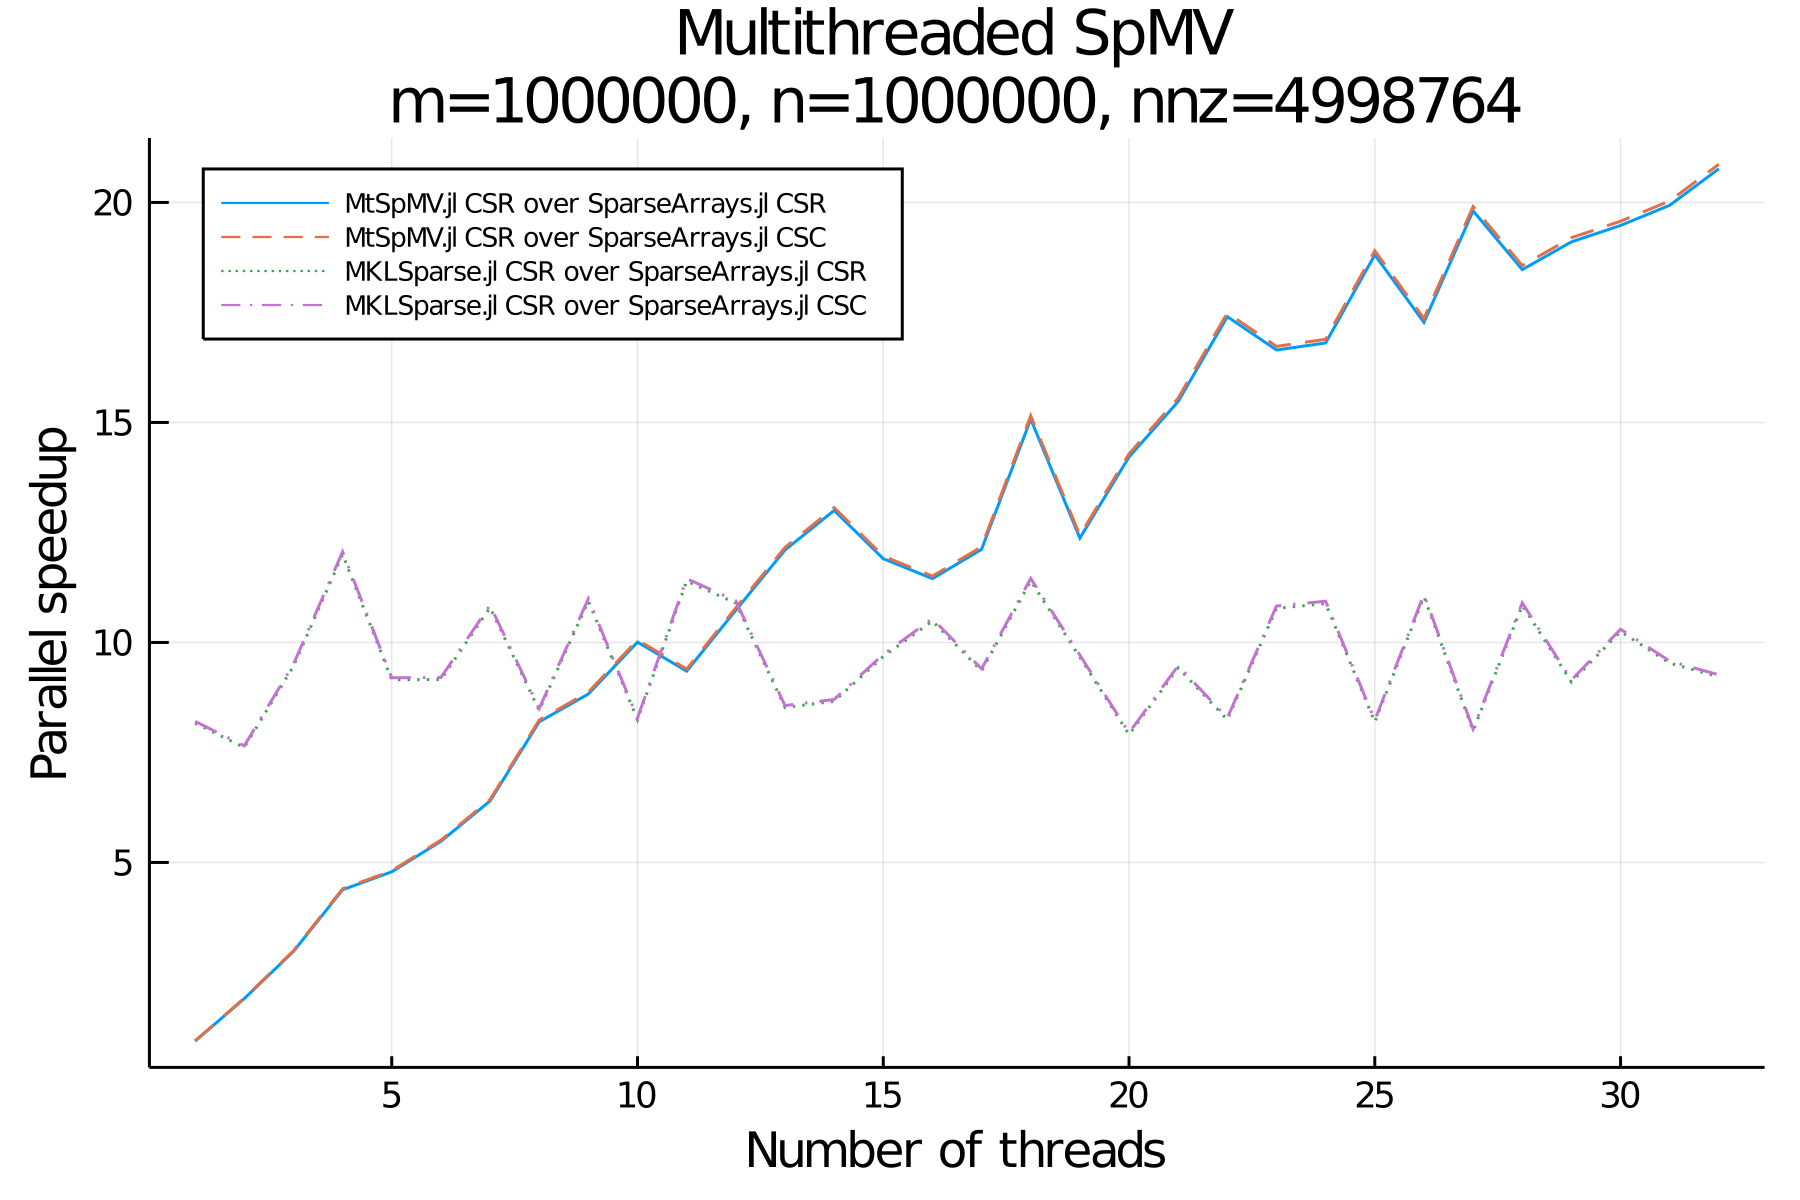 Multithreaded SpMV
m=1000000, n=1000000, nnz=4998764
MtSpMV.jl CSR over SparseArrays.jl CSR
MtSpMV.jl CSR over SparseArrays.jl CSC
MKLSparse.jl CSR over SparseArrays.jl CSR
MKLSparse.jl CSR over SparseArrays.jl CSC
Parallel speedup
20
15
10
5
5 10 15 20 25 30
Number of threads